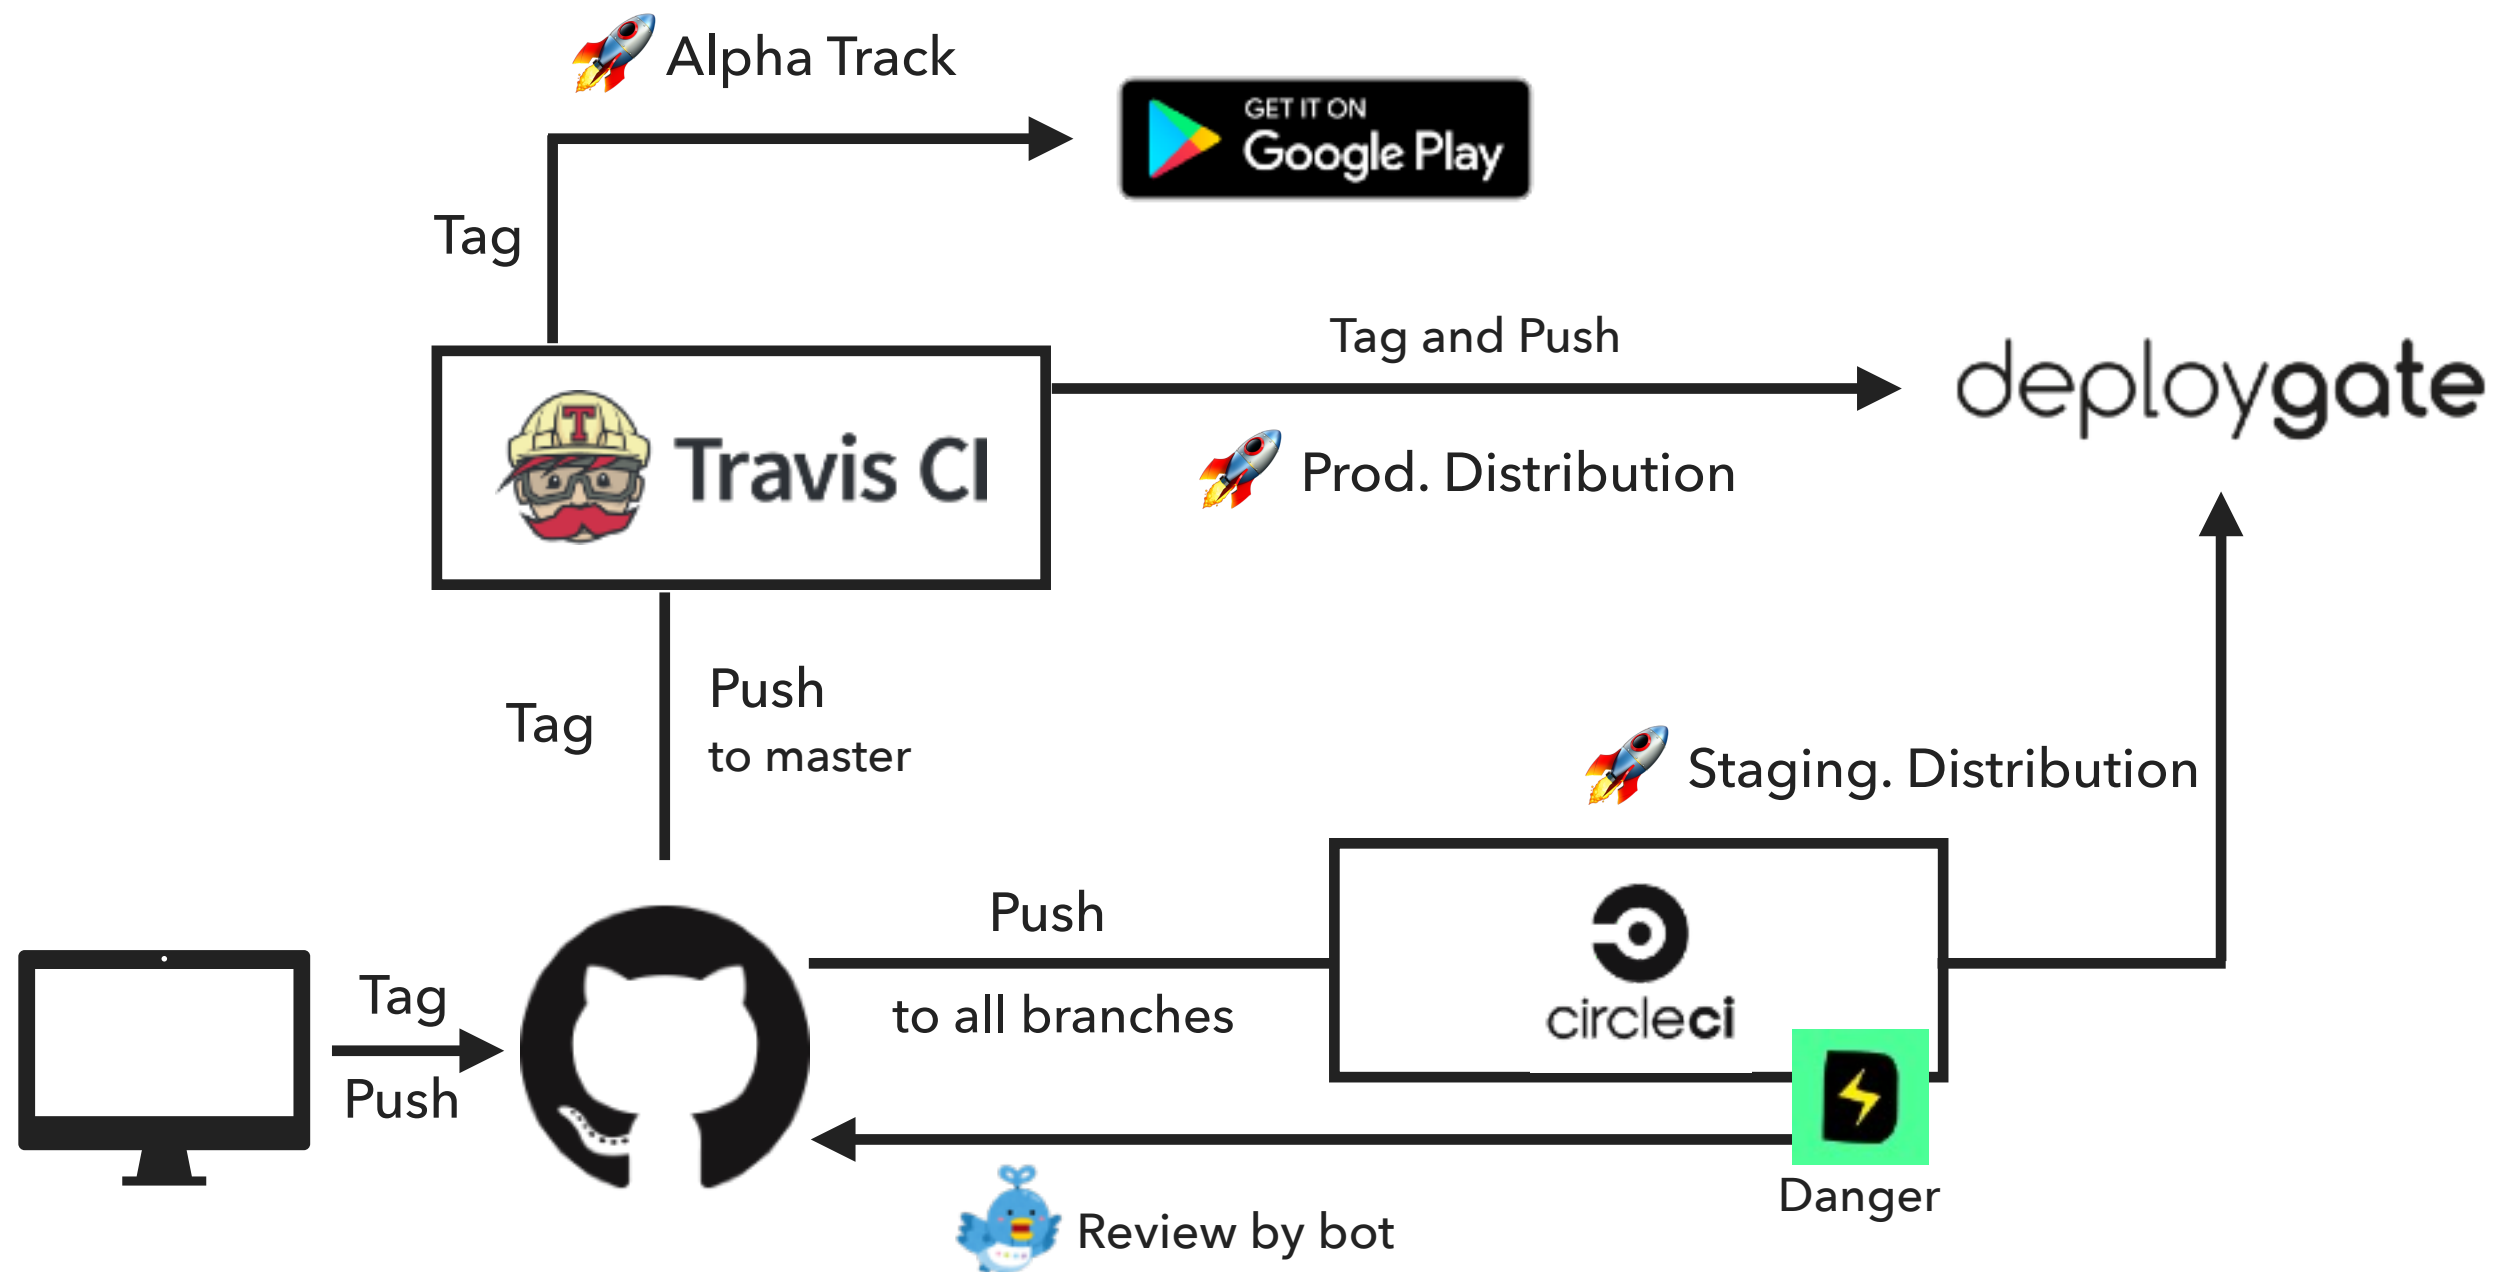 Alpha Track
GET IT ON
Google Play
Tag
Tag and Push
deploygate
T
Travis CI
Prod. Distribution
Tag
Push
to master
Staging. Distribution
Push
to all branches
circleci
Tag
Push
Danger
Review by bot